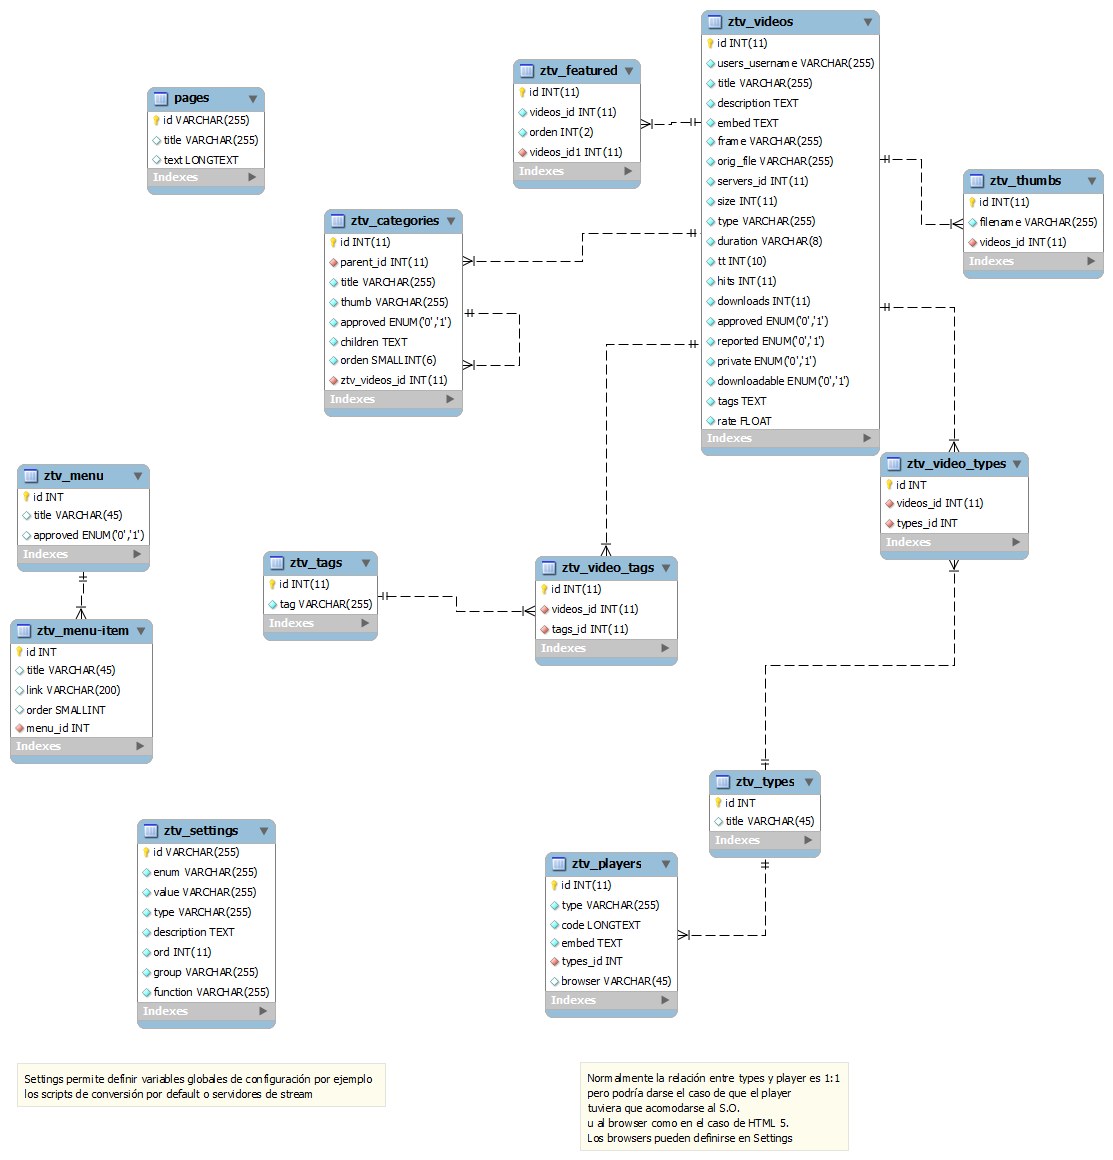 ztv_videos
id INT(11)
users_username VARCHAR(255)
title VARCHAR(255)
description TEXT
embed TEXT
frame VARCHAR(255)
orig_file VARCHAR(255)
servers_id INT(11)
size INT(11)
type VARCHAR(255)
duration VARCHAR(8)
tt INT(10)
hits INT(11)
downloads INT(11)
approved ENUM('0','1')
reported ENUM('0','1')
private ENUM('0','1')
downloadable ENUM('0','1')
tags TEXT
rate FLOAT
Indexes
ztv_featured
id INT(11)
videos_id INT(11)
orden INT(2)
videos_id1 INT(11)
Indexes
pages
id VARCHAR(255)
title VARCHAR(255)
text LONGTEXT
Indexes
ztv_thumbs
id INT(11)
filename VARCHAR(255)
videos_id INT(11)
Indexes
ztv_categories
id INT(11)
parent_id INT(11)
title VARCHAR(255)
thumb VARCHAR(255)
approved ENUM('0','1')
children TEXT
orden SMALLINT(6)
ztv_videos_id INT(11)
Indexes
ztv_video_types
id INT
videos_id INT(11)
types_id INT
Indexes
ztv_menu
id INT
title VARCHAR(45)
approved ENUM('0','1')
Indexes
ztv_tags
id INT(11)
tag VARCHAR(255)
Indexes
ztv_video_tags
id INT(11)
videos_id INT(11)
tags_id INT(11)
Indexes
ztv_menu-item
id INT
title VARCHAR(45)
link VARCHAR(200)
order SMALLINT
menu_id INT
Indexes
ztv_types
id INT
title VARCHAR(45)
Indexes
ztv_settings
id VARCHAR(255)
enum VARCHAR(255)
value VARCHAR(255)
type VARCHAR(255)
description TEXT
ord INT(11)
group VARCHAR(255)
function VARCHAR(255)
Indexes
ztv_players
id INT(11)
type VARCHAR(255)
code LONGTEXT
embed TEXT
types_id INT
browser VARCHAR(45)
Indexes
Settings permite definir variables globales de configuración por ejemplo
los scripts de conversión por default o servidores de stream
Normalmente la relación entre types y player es 1:1
pero podría darse el caso de que el player
tuviera que acomodarse al S.O.
u al browser como en el caso de HTML 5.
Los browsers pueden definirse en Settings